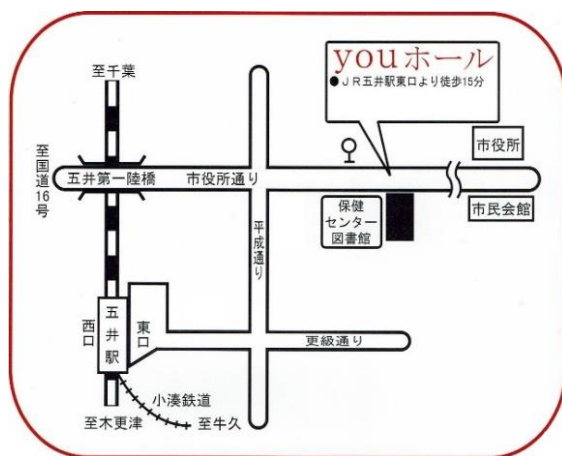 youホール
●JR五井駅東口より徒歩15分
至千葉
至国道16号
五井第一陸橋
市役所通り
市役所
市民会館
保健
センター
図書館
平成通り
西口
五井駅
東口
更級通り
小湊鉄道
至木更津
至牛久